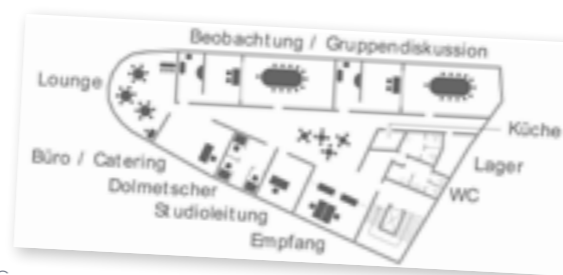 Beobachtung / Gruppendiskussion
Lounge
Küche
Büro / Catering
Lager
Dolmetscher
WC
Studioleitung
Empfang